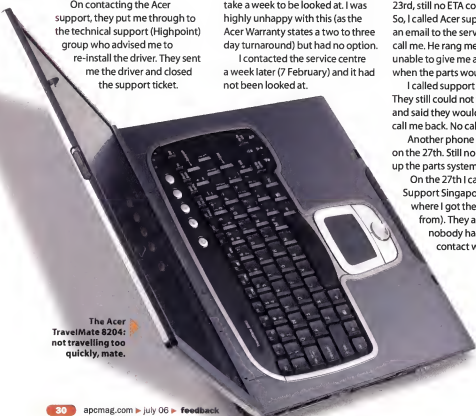 On contacting the Acer
support, they put me through to
the technical support (Highpoint)
group who advised me to
re-install the driver. They sent
me the driver and closed
the support ticket.
take a week to be looked at. I was
highly unhappy with this (as the
Acer Warranty states a two to three
day turnaround) but had no option.
I contacted the service centre
a week later (7 February) and it had
not been looked at.
23rd, still no ETA co
So, I called Acer sup
an email to the serv
call me. He rang me
unable to give me a
when the parts wou
I called support
They still could not
and said they would
call me back. No cal
Another phone
on the 27th. Still no
up the parts system
On the 27th I ca
Support Singapo
where I got the
from). They a
nobody ha
contact w
The Acer
TravelMate 8204:
not travelling too
quickly, mate.
30 apcmag.com ▶ july 06 ▶ feedback